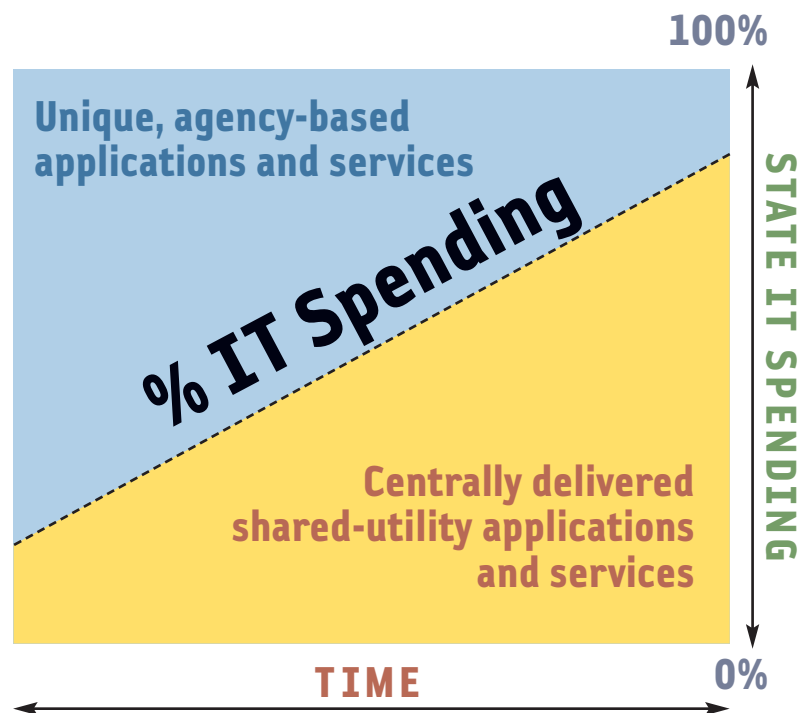 100%
Unique, agency-based
applications and services
% IT Spending
STATE IT SPENDING
Centrally delivered
shared-utility applications
and services
TIME
0%